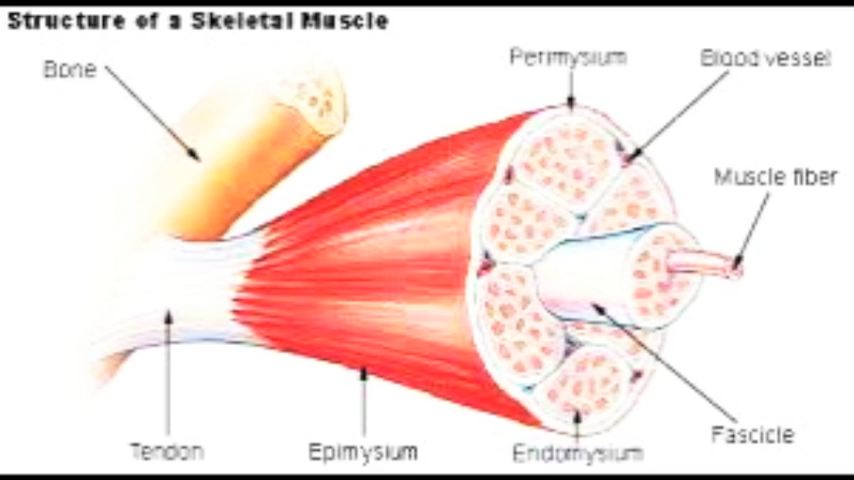 Structure of a Skeletal Muscle
Perimysium
Blood vessel
Bone
Muscle fiber
Fascicle
Tendon
Epimysium
Endomysium